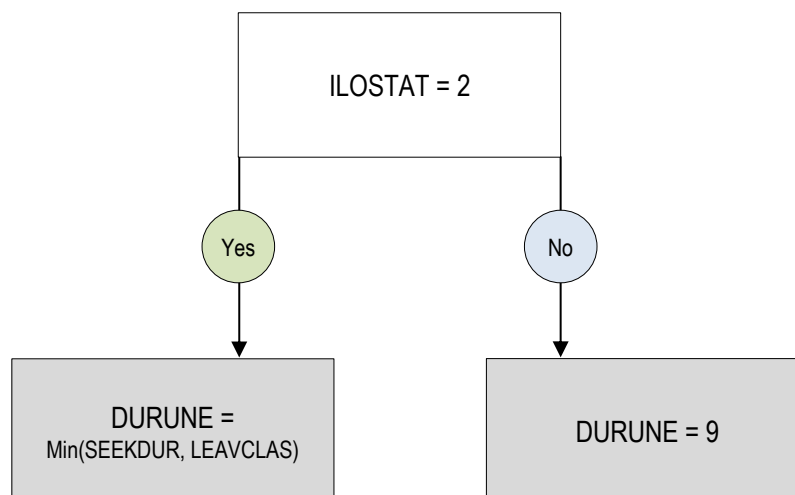 ILOSTAT = 2
Yes
No
DURUNE =
Min(SEEKDUR, LEAVCLAS)
DURUNE = 9